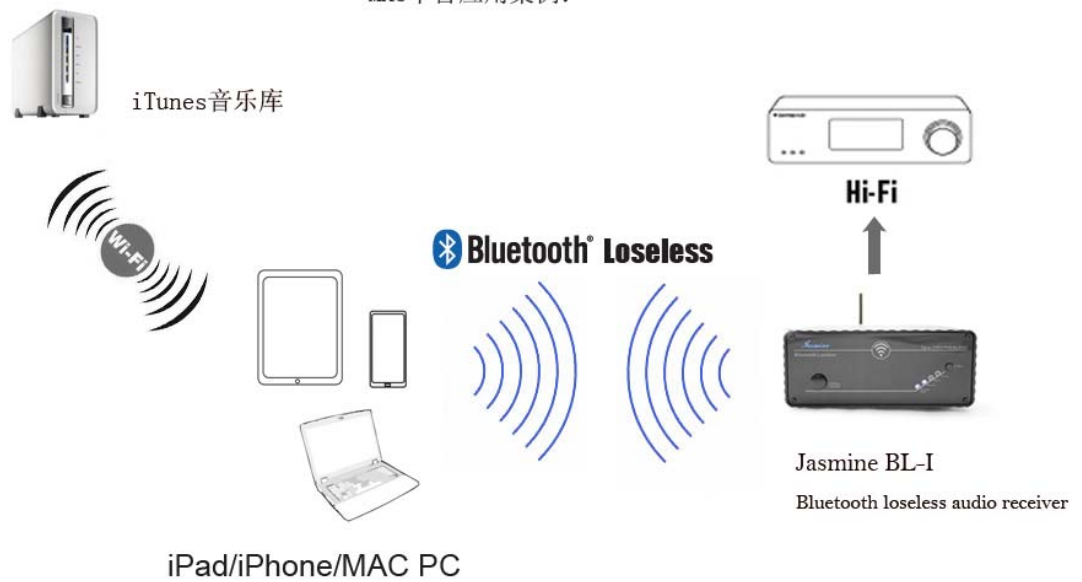 iTunes音乐库
Wi-Fi
Hi-Fi
Bluetooth® Loseless
Jasmine
Jasmine BL-I
Bluetooth loseless audio receiver
iPad/iPhone/MAC PC